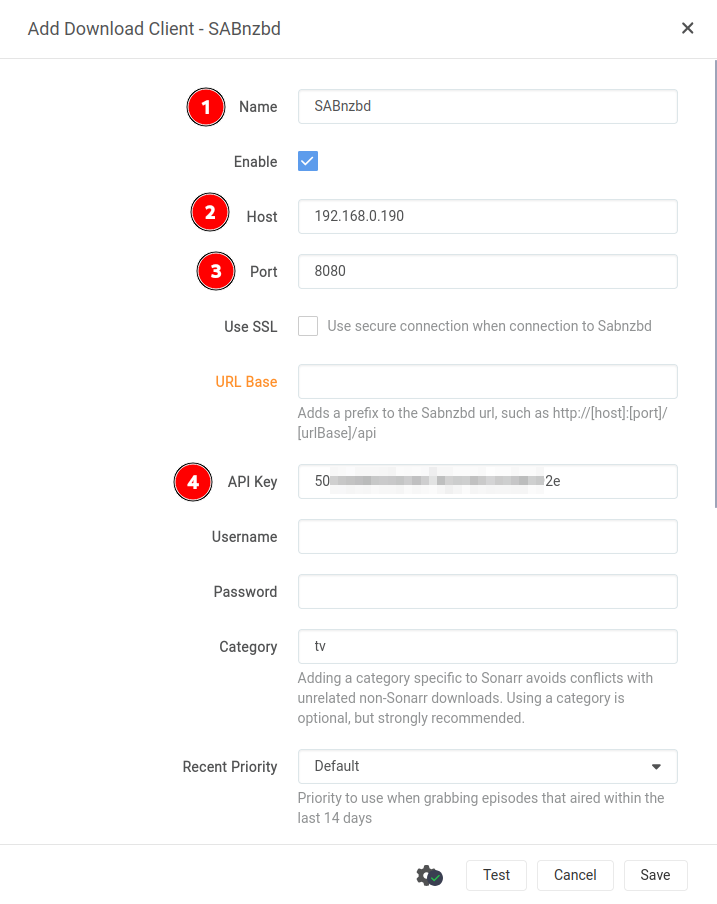 Add Download Client - SABnzbd
1 Name SABnzbd
Enable
2 Host 192.168.0.190
3 Port 8080
Use SSL Use secure connection when connection to Sabnzbd
URL Base
Adds a prefix to the Sabnzbd url, such as http://[host]:[port]/
[urlBase]/api
4 API Key 50 2e
Username
Password
Category tv
Adding a category specific to Sonarr avoids conflicts with
unrelated non-Sonarr downloads. Using a category is
optional, but strongly recommended.
Recent Priority Default
Priority to use when grabbing episodes that aired within the
last 14 days
Test Cancel Save